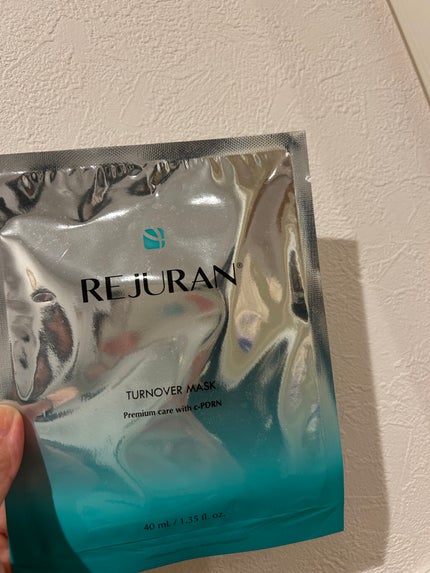 REJURAN®
TURNOVER MASK
Premium care with c-PDRN
40 mL / 1.35 fl. oz.